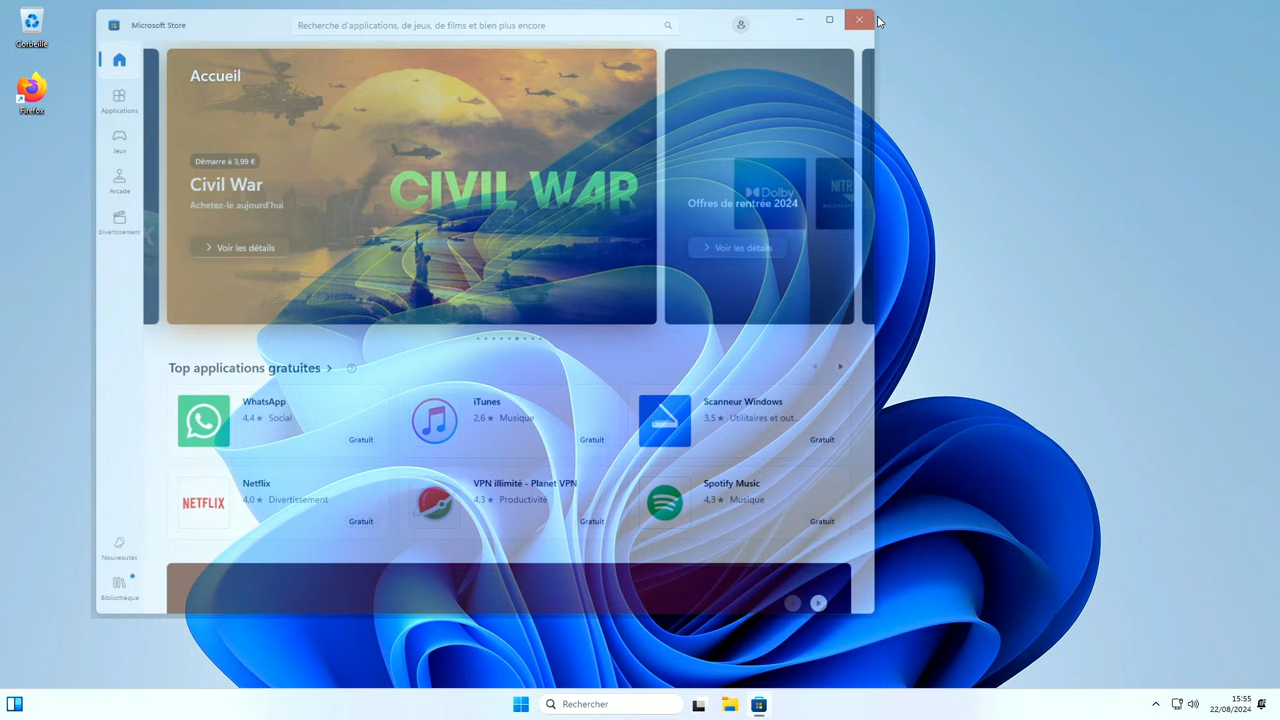 Corbeille
Firefox
Microsoft Store
Recherche d'applications, de jeux, de films et bien plus encore
Applications
Jeux
Arcade
Divertissement
Nouveautés
Bibliothèque
Accueil
Démarre à 3,99 €
Civil War
Achetez-le aujourd'hui
Voir les détails
CIVIL WAR
Dolby
Offres de rentrée 2024
Voir les détails
Top applications gratuites
WhatsApp
4,4 ★ Social
Gratuit
iTunes
2,6 ★ Musique
Gratuit
Scanneur Windows
3,5 ★ Utilitaires et out...
Gratuit
NETFLIX
Netflix
4,0 ★ Divertissement
Gratuit
VPN illimité - Planet VPN
4,3 ★ Productivité
Gratuit
Spotify Music
4,3 ★ Musique
Gratuit
Rechercher
15:55
22/08/2024